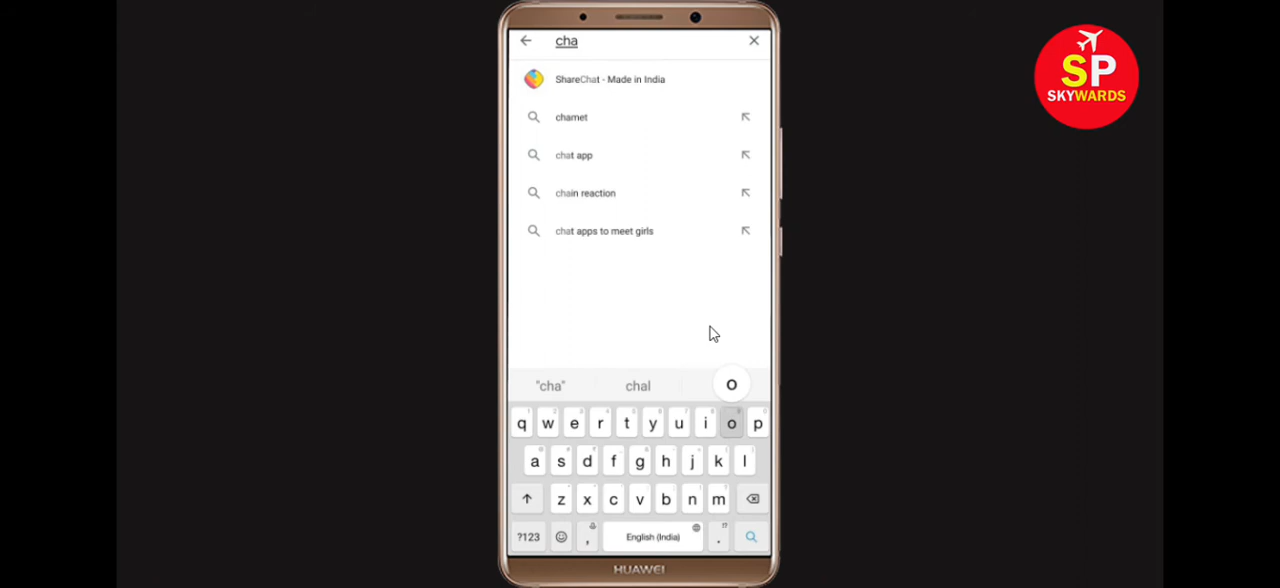 cha
ShareChat - Made in India
chamet
chat app
chain reaction
chat apps to meet girls
"cha" chal o
q w e r t y u i o p
a s d f g h j k l
z x c v b n m
?123 , English (India) .
HUAWEI
SP
SKYWARDS